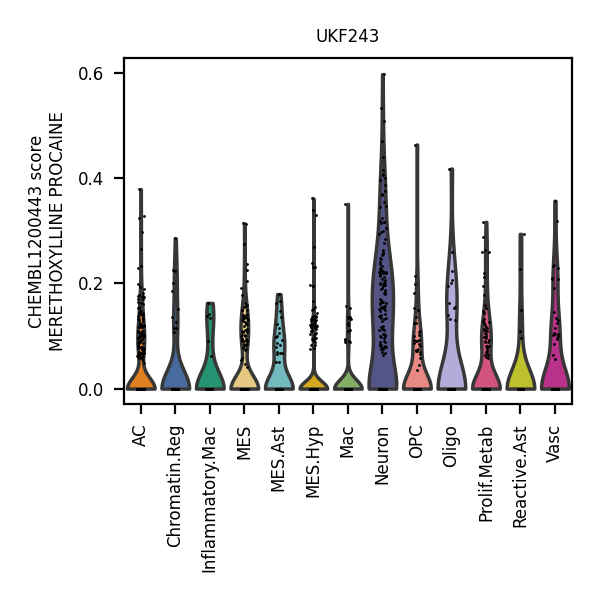 UKF243
CHEMBL1200443 score
MERETHOXYLLINE PROCAINE
0.6
0.4
0.2
0.0
AC
Chromatin.Reg
Inflammatory.Mac
MES
MES.Ast
MES.Hyp
Mac
Neuron
OPC
Oligo
Prolif.Metab
Reactive.Ast
Vasc